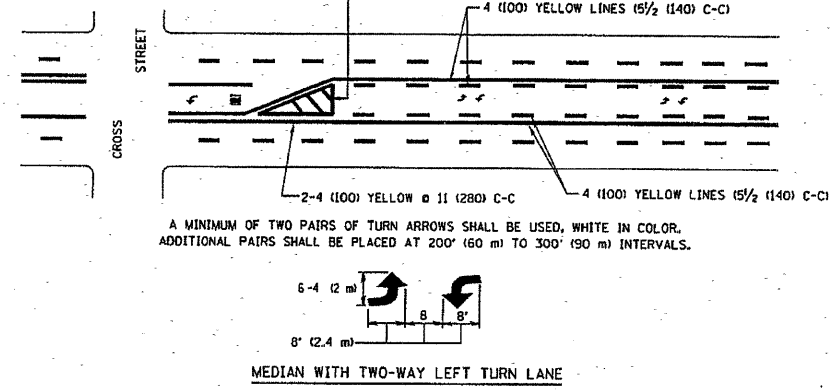 4 (100) YELLOW LINES (5½ (140) C-C)
STREET
CROSS
2-4 (100) YELLOW @ 11 (280) C-C
4 (100) YELLOW LINES (5½ (140) C-C)
A MINIMUM OF TWO PAIRS OF TURN ARROWS SHALL BE USED, WHITE IN COLOR.
ADDITIONAL PAIRS SHALL BE PLACED AT 200' (60 m) TO 300' (90 m) INTERVALS.
6-4 (2 m)
8 8'
8' (2.4 m)
MEDIAN WITH TWO-WAY LEFT TURN LANE